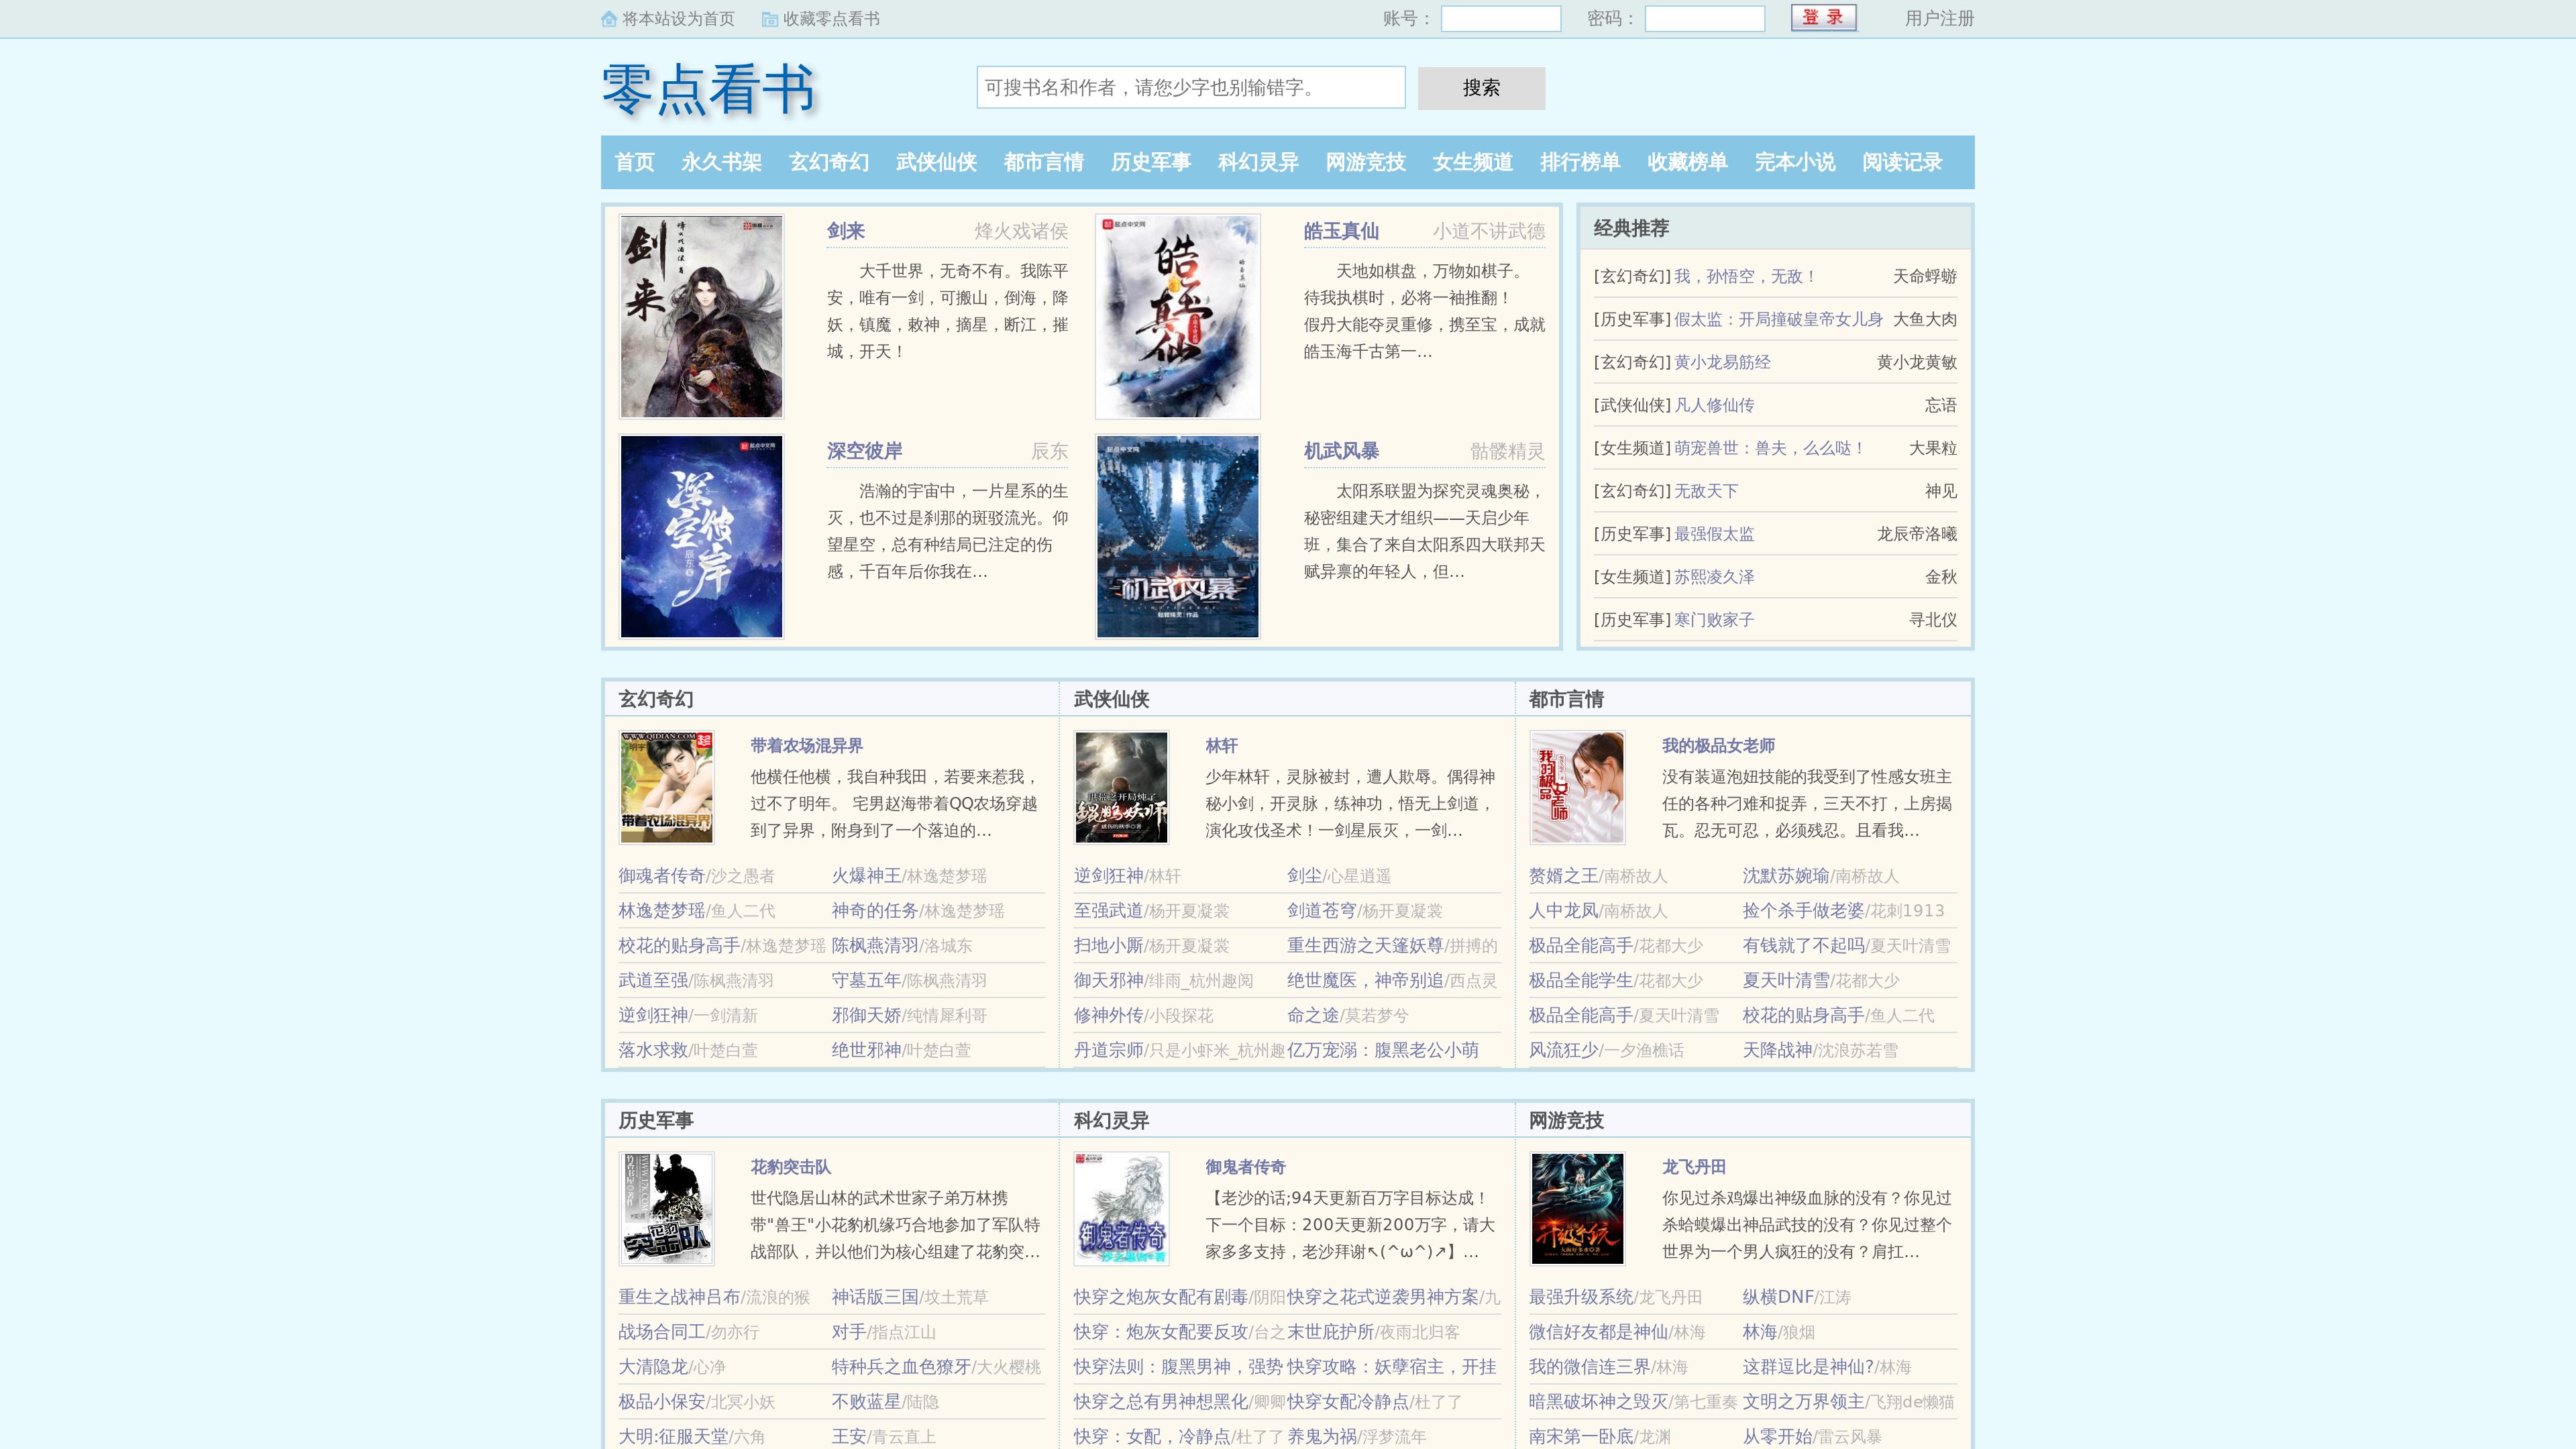 将本站设为首页 收藏零点看书 账号： 密码： 登 录 用户注册
零点看书
可搜书名和作者，请您少字也别输错字。 搜索
首页 永久书架 玄幻奇幻 武侠仙侠 都市言情 历史军事 科幻灵异 网游竞技 女生频道 排行榜单 收藏榜单 完本小说 阅读记录
剑来 烽火戏诸侯
大千世界，无奇不有。我陈平
安，唯有一剑，可搬山，倒海，降
妖，镇魔，敕神，摘星，断江，摧
城，开天！
皓玉真仙 小道不讲武德
天地如棋盘，万物如棋子。
待我执棋时，必将一袖推翻！
假丹大能夺灵重修，携至宝，成就
皓玉海千古第一...
深空彼岸 辰东
浩瀚的宇宙中，一片星系的生
灭，也不过是刹那的斑驳流光。仰
望星空，总有种结局已注定的伤
感，千百年后你我在...
机武风暴 骷髅精灵
太阳系联盟为探究灵魂奥秘，
秘密组建天才组织——天启少年
班，集合了来自太阳系四大联邦天
赋异禀的年轻人，但...
经典推荐
[玄幻奇幻] 我，孙悟空，无敌！ 天命蜉蝣
[历史军事] 假太监：开局撞破皇帝女儿身 大鱼大肉
[玄幻奇幻] 黄小龙易筋经 黄小龙黄敏
[武侠仙侠] 凡人修仙传 忘语
[女生频道] 萌宠兽世：兽夫，么么哒！ 大果粒
[玄幻奇幻] 无敌天下 神见
[历史军事] 最强假太监 龙辰帝洛曦
[女生频道] 苏熙凌久泽 金秋
[历史军事] 寒门败家子 寻北仪
玄幻奇幻
带着农场混异界
他横任他横，我自种我田，若要来惹我，
过不了明年。 宅男赵海带着QQ农场穿越
到了异界，附身到了一个落迫的...
御魂者传奇/沙之愚者 火爆神王/林逸楚梦瑶
林逸楚梦瑶/鱼人二代 神奇的任务/林逸楚梦瑶
校花的贴身高手/林逸楚梦瑶 陈枫燕清羽/洛城东
武道至强/陈枫燕清羽 守墓五年/陈枫燕清羽
逆剑狂神/一剑清新 邪御天娇/纯情犀利哥
落水求救/叶楚白萱 绝世邪神/叶楚白萱
武侠仙侠
林轩
少年林轩，灵脉被封，遭人欺辱。偶得神
秘小剑，开灵脉，练神功，悟无上剑道，
演化攻伐圣术！一剑星辰灭，一剑...
逆剑狂神/林轩 剑尘/心星逍遥
至强武道/杨开夏凝裳 剑道苍穹/杨开夏凝裳
扫地小厮/杨开夏凝裳 重生西游之天篷妖尊/拼搏的
御天邪神/绯雨_杭州趣阅 绝世魔医，神帝别追/西点灵
修神外传/小段探花 命之途/莫若梦兮
丹道宗师/只是小虾米_杭州趣 亿万宠溺：腹黑老公小萌
都市言情
我的极品女老师
没有装逼泡妞技能的我受到了性感女班主
任的各种刁难和捉弄，三天不打，上房揭
瓦。忍无可忍，必须残忍。且看我...
赘婿之王/南桥故人 沈默苏婉瑜/南桥故人
人中龙凤/南桥故人 捡个杀手做老婆/花刺1913
极品全能高手/花都大少 有钱就了不起吗/夏天叶清雪
极品全能学生/花都大少 夏天叶清雪/花都大少
极品全能高手/夏天叶清雪 校花的贴身高手/鱼人二代
风流狂少/一夕渔樵话 天降战神/沈浪苏若雪
历史军事
花豹突击队
世代隐居山林的武术世家子弟万林携
带"兽王"小花豹机缘巧合地参加了军队特
战部队，并以他们为核心组建了花豹突...
重生之战神吕布/流浪的猴 神话版三国/坟土荒草
战场合同工/勿亦行 对手/指点江山
大清隐龙/心净 特种兵之血色獠牙/大火樱桃
极品小保安/北冥小妖 不败蓝星/陆隐
大明:征服天堂/六角 王安/青云直上
科幻灵异
御鬼者传奇
【老沙的话;94天更新百万字目标达成！
下一个目标：200天更新200万字，请大
家多多支持，老沙拜谢↖(^ω^)↗】...
快穿之炮灰女配有剧毒/阴阳 快穿之花式逆袭男神方案/九
快穿：炮灰女配要反攻/台之 末世庇护所/夜雨北归客
快穿法则：腹黑男神，强势 快穿攻略：妖孽宿主，开挂
快穿之总有男神想黑化/卿卿 快穿女配冷静点/杜了了
快穿：女配，冷静点/杜了了 养鬼为祸/浮梦流年
网游竞技
龙飞丹田
你见过杀鸡爆出神级血脉的没有？你见过
杀蛤蟆爆出神品武技的没有？你见过整个
世界为一个男人疯狂的没有？肩扛...
最强升级系统/龙飞丹田 纵横DNF/江涛
微信好友都是神仙/林海 林海/狼烟
我的微信连三界/林海 这群逗比是神仙?/林海
暗黑破坏神之毁灭/第七重奏 文明之万界领主/飞翔de懒猫
南宋第一卧底/龙渊 从零开始/雷云风暴